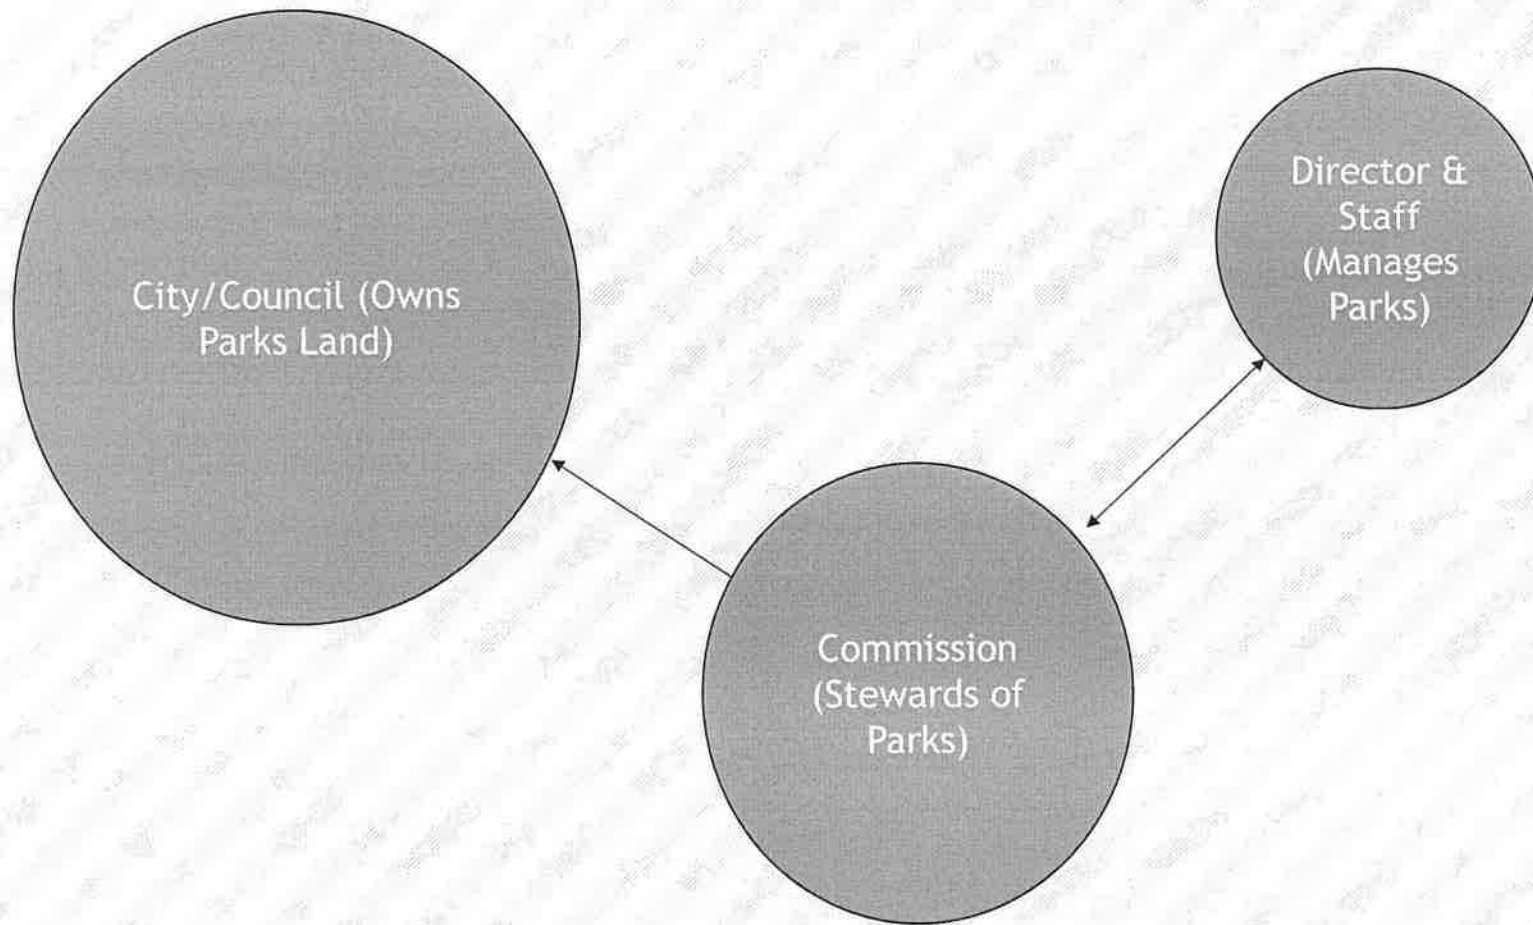 City/Council (Owns
Parks Land)
Director &
Staff
(Manages
Parks)
Commission
(Stewards of
Parks)